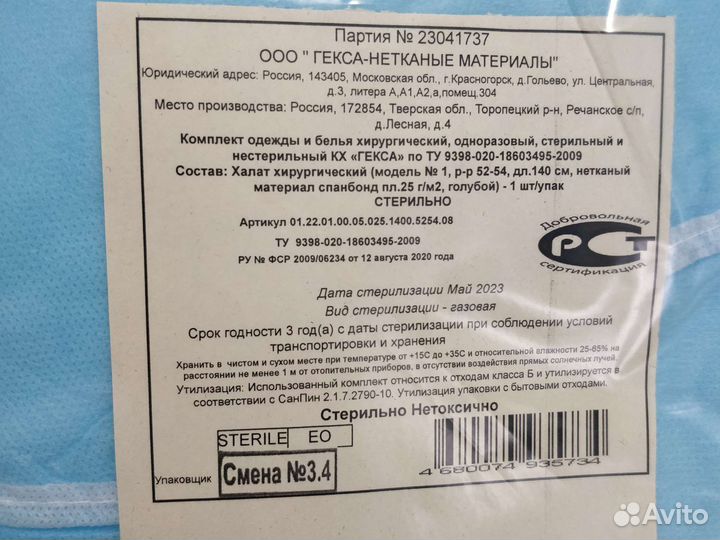 Партия № 23041737
ООО " ГЕКСА-НЕТКАНЫЕ МАТЕРИАЛЫ"
Юридический адрес: Россия, 143405, Московская обл., г.Красногорск, д.Гольево, ул. Центральная,
д.3, литера А,А1,А2,а,помещ.304
Место производства: Россия, 172854, Тверская обл., Торопецкий р-н, Речанское с/п,
д.Лесная, д.4
Комплект одежды и белья хирургический, одноразовый, стерильный и
нестерильный КХ «ГЕКСА» по ТУ 9398-020-18603495-2009
Состав: Халат хирургический (модель № 1, р-р 52-54, дл.140 см, нетканый
материал спанбонд пл.25 г/м2, голубой) - 1 шт/упак
СТЕРИЛЬНО
Артикул 01.22.01.00.05.025.1400.5254.08
ТУ 9398-020-18603495-2009
РУ № ФСР 2009/06234 от 12 августа 2020 года
Добровольная
РСТ
сертификация
Дата стерилизации Май 2023
Вид стерилизации - газовая
Срок годности 3 год(а) с даты стерилизации при соблюдении условий
транспортировки и хранения
Хранить в чистом и сухом месте при температуре от +15С до +35С и относительной влажности 25-65% на
расстоянии не менее 1 м от отопительных приборов, в отсутствии воздействия прямых солнечных лучей.
Утилизация: Использованный комплект относится к отходам класса Б и утилизируется в
соответствии с СанПин 2.1.7.2790-10. Утилизация упаковки с бытовыми отходами.
Стерильно Нетоксично
STERILE EO
Упаковщик Смена №3.4
4 680074 935734
Avito